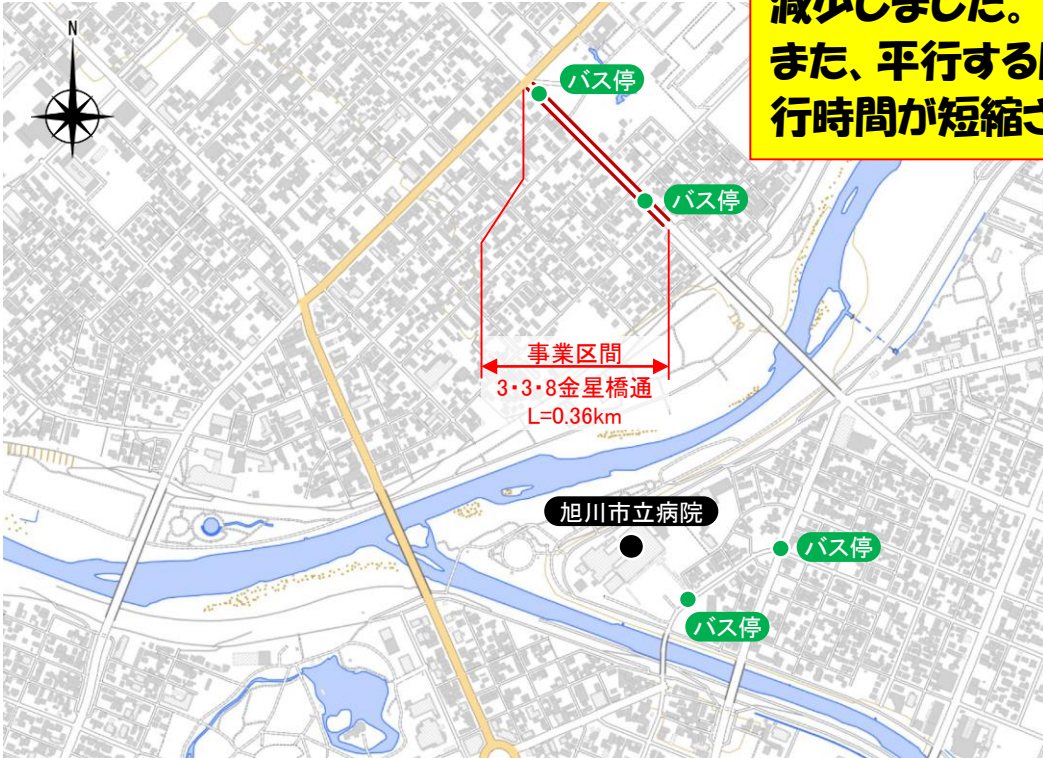 N
減少しました。
また、平行する
行時間が短縮さ
バス停
バス停
事業区間
3・3・8金星橋通
L=0.36km
旭川市立病院
バス停
バス停